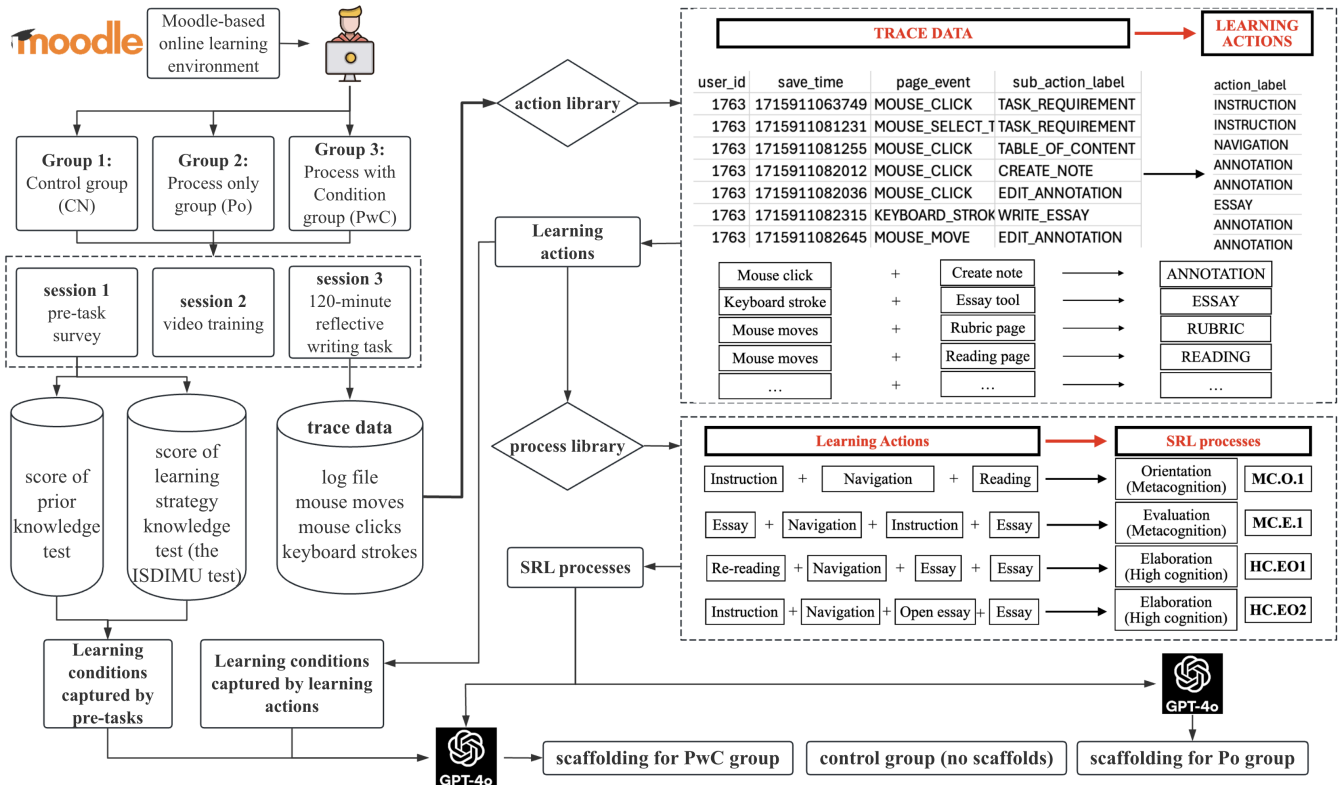 moodle
Moodle-based
online learning
environment
Group 1:
Control group
(CN)
Group 2:
Process only
group (Po)
Group 3:
Process with
Condition
group (PwC)
session 1
pre-task
survey
session 2
video training
session 3
120-minute
reflective
writing task
score of
prior
knowledge
test
score of
learning
strategy
knowledge
test (the
ISDIMU test)
trace data
log file
mouse moves
mouse clicks
keyboard strokes
Learning
conditions
captured by
pre-tasks
Learning conditions
captured by learning
actions
action library
Learning
actions
process library
SRL processes
TRACE DATA
LEARNING
ACTIONS
user_id save_time page_event sub_action_label
1763 1715911063749 MOUSE_CLICK TASK_REQUIREMENT
1763 1715911081231 MOUSE_SELECT_T TASK_REQUIREMENT
1763 1715911081255 MOUSE_CLICK TABLE_OF_CONTENT
1763 1715911082012 MOUSE_CLICK CREATE_NOTE
1763 1715911082036 MOUSE_CLICK EDIT_ANNOTATION
1763 1715911082315 KEYBOARD_STROK WRITE_ESSAY
1763 1715911082645 MOUSE_MOVE EDIT_ANNOTATION
action_label
INSTRUCTION
INSTRUCTION
NAVIGATION
ANNOTATION
ANNOTATION
ESSAY
ANNOTATION
ANNOTATION
Mouse click + Create note ANNOTATION
Keyboard stroke + Essay tool ESSAY
Mouse moves + Rubric page RUBRIC
Mouse moves + Reading page READING
... + ... ...
Learning Actions SRL processes
Instruction + Navigation + Reading
Orientation
(Metacognition)
MC.O.1
Essay + Navigation + Instruction + Essay
Evaluation
(Metacognition)
MC.E.1
Re-reading + Navigation + Essay + Essay
Elaboration
(High cognition)
HC.EO1
Instruction + Navigation + Open essay + Essay
Elaboration
(High cognition)
HC.EO2
GPT-4o
GPT-4o
scaffolding for PwC group
control group (no scaffolds)
scaffolding for Po group